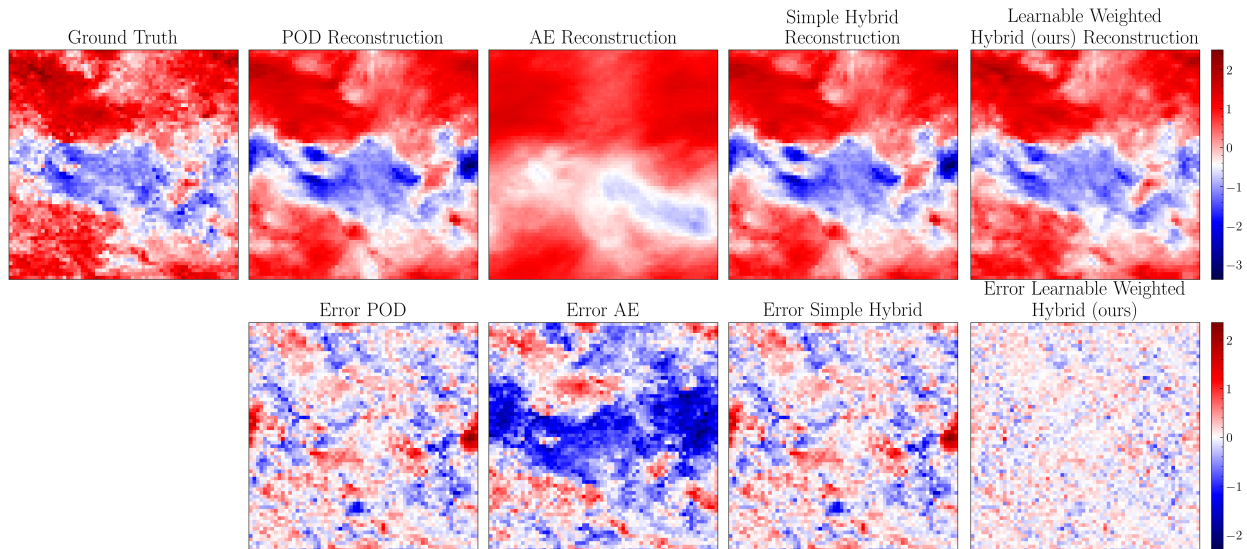 Ground Truth
POD Reconstruction
AE Reconstruction
Simple Hybrid
Reconstruction
Learnable Weighted
Hybrid (ours) Reconstruction
2
1
0
−1
−2
−3
Error POD
Error AE
Error Simple Hybrid
Error Learnable Weighted
Hybrid (ours)
2
1
0
−1
−2